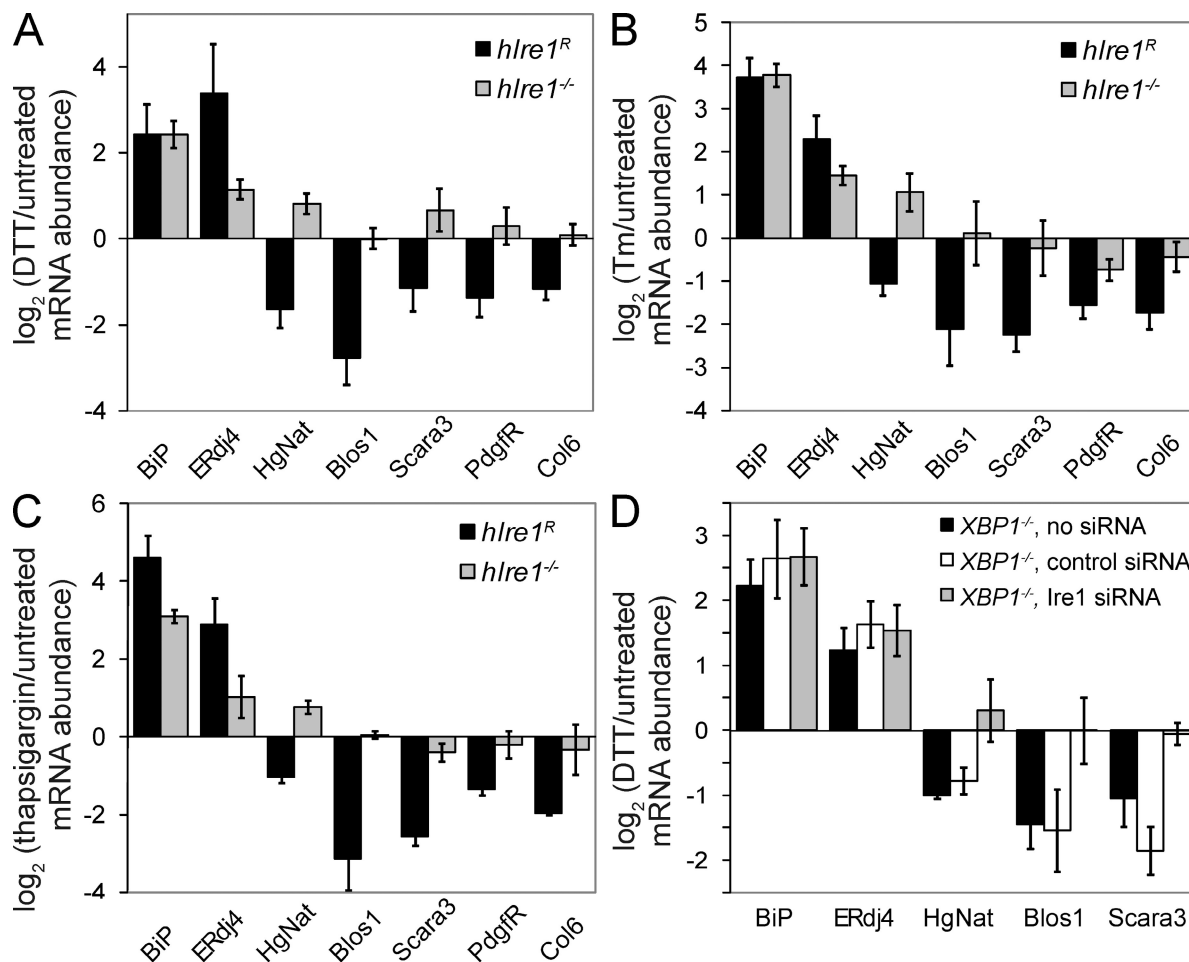 A
log₂ (DTT/untreated
mRNA abundance)
4
2
0
-2
-4
hIre1ᴿ
hIre1⁻/⁻
BiP
ERdj4
HgNat
Blos1
Scara3
PdgfR
Col6
B
log₂ (Tm/untreated
mRNA abundance)
5
4
3
2
1
0
-1
-2
-3
-4
hIre1ᴿ
hIre1⁻/⁻
BiP
ERdj4
HgNat
Blos1
Scara3
PdgfR
Col6
C
log₂ (thapsigargin/untreated
mRNA abundance)
6
4
2
0
-2
-4
hIre1ᴿ
hIre1⁻/⁻
BiP
ERdj4
HgNat
Blos1
Scara3
PdgfR
Col6
D
log₂ (DTT/untreated
mRNA abundance)
3
2
1
0
-1
-2
XBP1⁻/⁻, no siRNA
XBP1⁻/⁻, control siRNA
XBP1⁻/⁻, Ire1 siRNA
BiP
ERdj4
HgNat
Blos1
Scara3